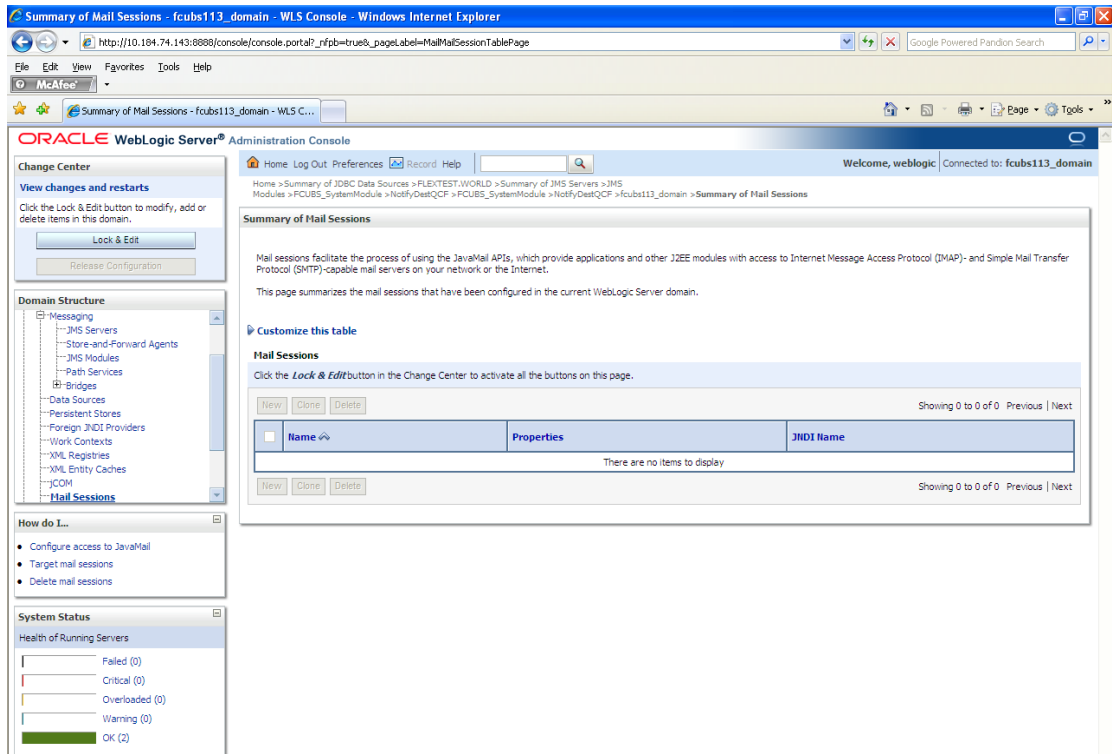 Summary of Mail Sessions - fcubs113_domain - WLS Console - Windows Internet Explorer
http://10.184.74.143:8888/console/console.portal?_nfpb=true&_pageLabel=MailMailSessionTablePage
Google Powered Pandion Search
File Edit View Favorites Tools Help
McAfee
Summary of Mail Sessions - fcubs113_domain - WLS C...
Page Tools »
ORACLE WebLogic Server® Administration Console
Change Center
View changes and restarts
Click the Lock & Edit button to modify, add or
delete items in this domain.
Lock & Edit
Release Configuration
Domain Structure
Messaging
JMS Servers
Store-and-Forward Agents
JMS Modules
Path Services
Bridges
Data Sources
Persistent Stores
Foreign JNDI Providers
Work Contexts
XML Registries
XML Entity Caches
jCOM
Mail Sessions
How do I...
Configure access to JavaMail
Target mail sessions
Delete mail sessions
System Status
Health of Running Servers
Failed (0)
Critical (0)
Overloaded (0)
Warning (0)
OK (2)
Home Log Out Preferences Record Help
Welcome, weblogic Connected to: fcubs113_domain
Home >Summary of JDBC Data Sources >FLEXTEST.WORLD >Summary of JMS Servers >JMS
Modules >FCUBS_SystemModule >NotifyDestQCF >FCUBS_SystemModule >NotifyDestQCF >fcubs113_domain >Summary of Mail Sessions
Summary of Mail Sessions
Mail sessions facilitate the process of using the JavaMail APIs, which provide applications and other J2EE modules with access to Internet Message Access Protocol (IMAP)- and Simple Mail Transfer
Protocol (SMTP)-capable mail servers on your network or the Internet.
This page summarizes the mail sessions that have been configured in the current WebLogic Server domain.
Customize this table
Mail Sessions
Click the Lock & Edit button in the Change Center to activate all the buttons on this page.
New Clone Delete Showing 0 to 0 of 0 Previous | Next
Name Properties JNDI Name
There are no items to display
New Clone Delete Showing 0 to 0 of 0 Previous | Next